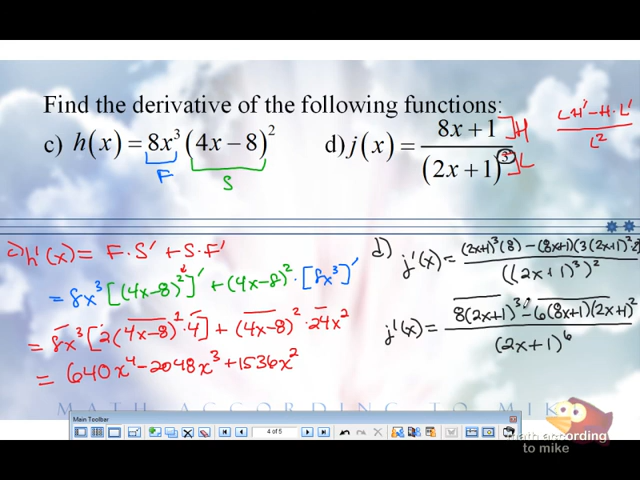 Find the derivative of the following functions:
c) h(x) = 8x³(4x − 8)²
F
S
d) j(x) = (8x + 1)/(2x + 1)³
H
L
(LH' − H·L')/L²
c) h'(x) = F·S' + S·F'
= 8x³[(4x−8)²]' + (4x−8)²·[8x³]'
= 8x³[2(4x−8)¹·4] + (4x−8)²·24x²
= 640x⁴ − 2048x³ + 1536x²
d) j'(x) = ((2x+1)³(8) − (8x+1)(3(2x+1)²·2)/((2x+1)³)²
j'(x) = (8(2x+1)³ − 6(8x+1)(2x+1)²)/(2x+1)⁶
MATH ACCORDING TO MIK
Main Toolbar
4 of 5
Math according
to mike